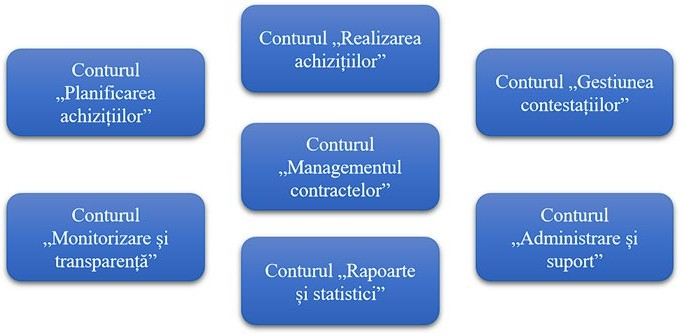 Conturul
„Planificarea
achizițiilor”
Conturul „Realizarea
achizițiilor”
Conturul „Gestiunea
contestațiilor”
Conturul
„Managementul
contractelor”
Conturul
„Monitorizare și
transparență”
Conturul „Rapoarte
și statistici”
Conturul
„Administrare și
suport”